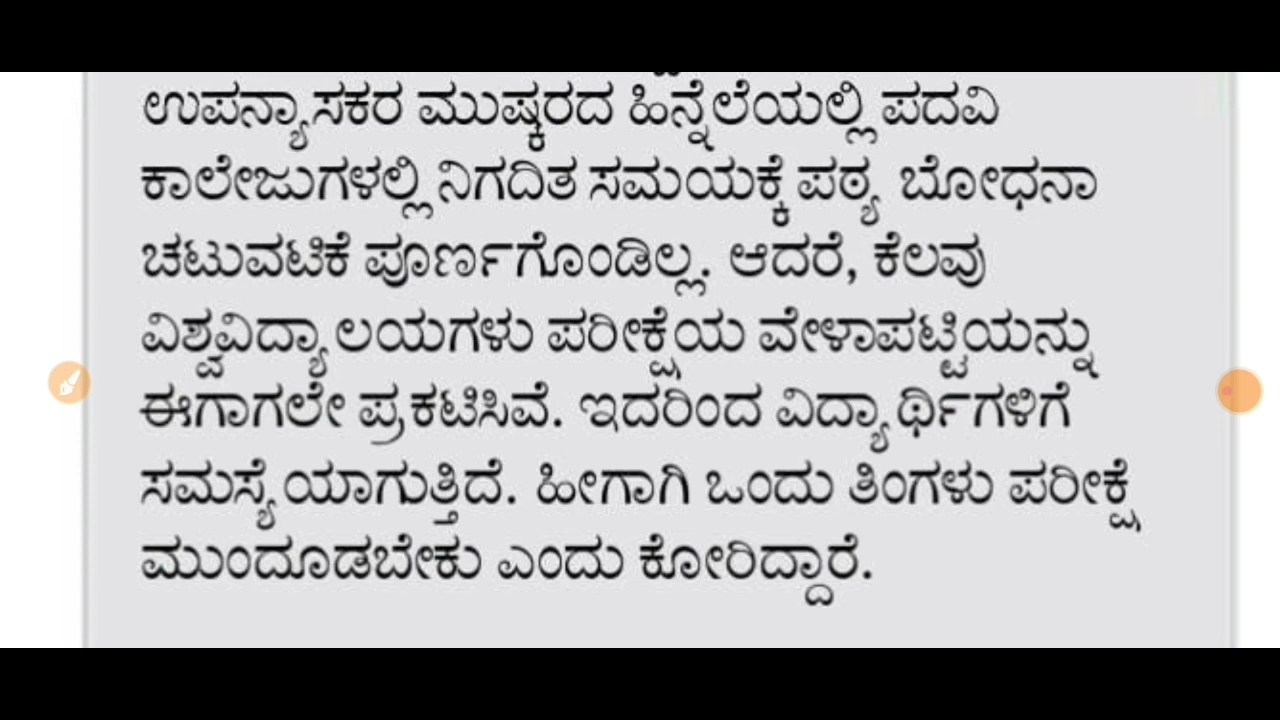 ಉಪನ್ಯಾಸಕರ ಮುಷ್ಕರದ ಹಿನ್ನೆಲೆಯಲ್ಲಿ ಪದವಿ
ಕಾಲೇಜುಗಳಲ್ಲಿ ನಿಗದಿತ ಸಮಯಕ್ಕೆ ಪಠ್ಯ ಬೋಧನಾ
ಚಟುವಟಿಕೆ ಪೂರ್ಣಗೊಂಡಿಲ್ಲ. ಆದರೆ, ಕೆಲವು
ವಿಶ್ವವಿದ್ಯಾಲಯಗಳು ಪರೀಕ್ಷೆಯ ವೇಳಾಪಟ್ಟಿಯನ್ನು
ಈಗಾಗಲೇ ಪ್ರಕಟಿಸಿವೆ. ಇದರಿಂದ ವಿದ್ಯಾರ್ಥಿಗಳಿಗೆ
ಸಮಸ್ಯೆಯಾಗುತ್ತಿದೆ. ಹೀಗಾಗಿ ಒಂದು ತಿಂಗಳು ಪರೀಕ್ಷೆ
ಮುಂದೂಡಬೇಕು ಎಂದು ಕೋರಿದ್ದಾರೆ.